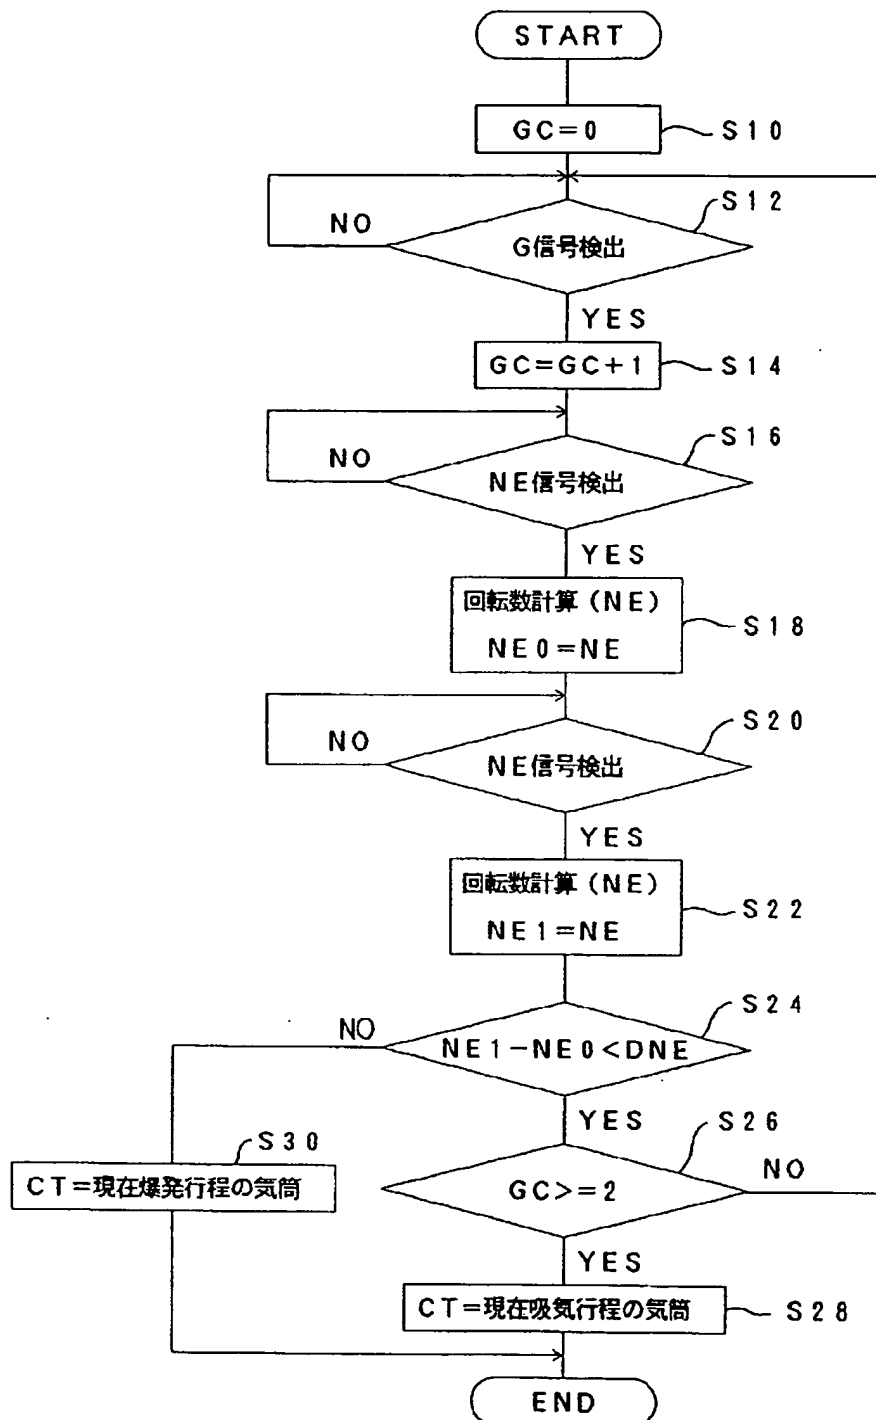 START
GC=0
S10
S12
NO
G信号検出
YES
GC=GC+1
S14
S16
NO
NE信号検出
YES
回転数計算(NE)
NE0=NE
S18
S20
NO
NE信号検出
YES
回転数計算(NE)
NE1=NE
S22
S24
NO
NE1-NE0<DNE
YES
S26
S30
NO
CT=現在爆発行程の気筒
GC>=2
YES
CT=現在吸気行程の気筒
S28
END